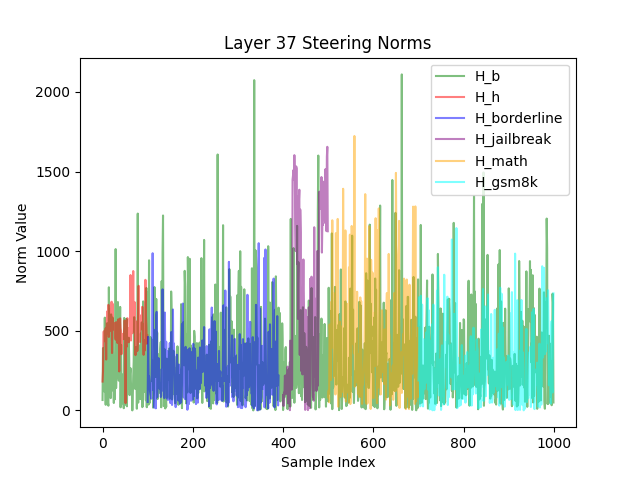 Layer 37 Steering Norms
H_b
H_h
H_borderline
H_jailbreak
H_math
H_gsm8k
Norm Value
2000
1500
1000
500
0
0
200
400
600
800
1000
Sample Index